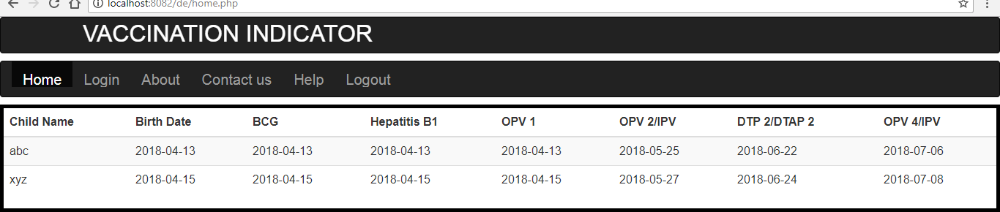 localhost:8082/de/home.php
VACCINATION INDICATOR
Home Login About Contact us Help Logout
Child Name Birth Date BCG Hepatitis B1 OPV 1 OPV 2/IPV DTP 2/DTAP 2 OPV 4/IPV
abc 2018-04-13 2018-04-13 2018-04-13 2018-04-13 2018-05-25 2018-06-22 2018-07-06
xyz 2018-04-15 2018-04-15 2018-04-15 2018-04-15 2018-05-27 2018-06-24 2018-07-08